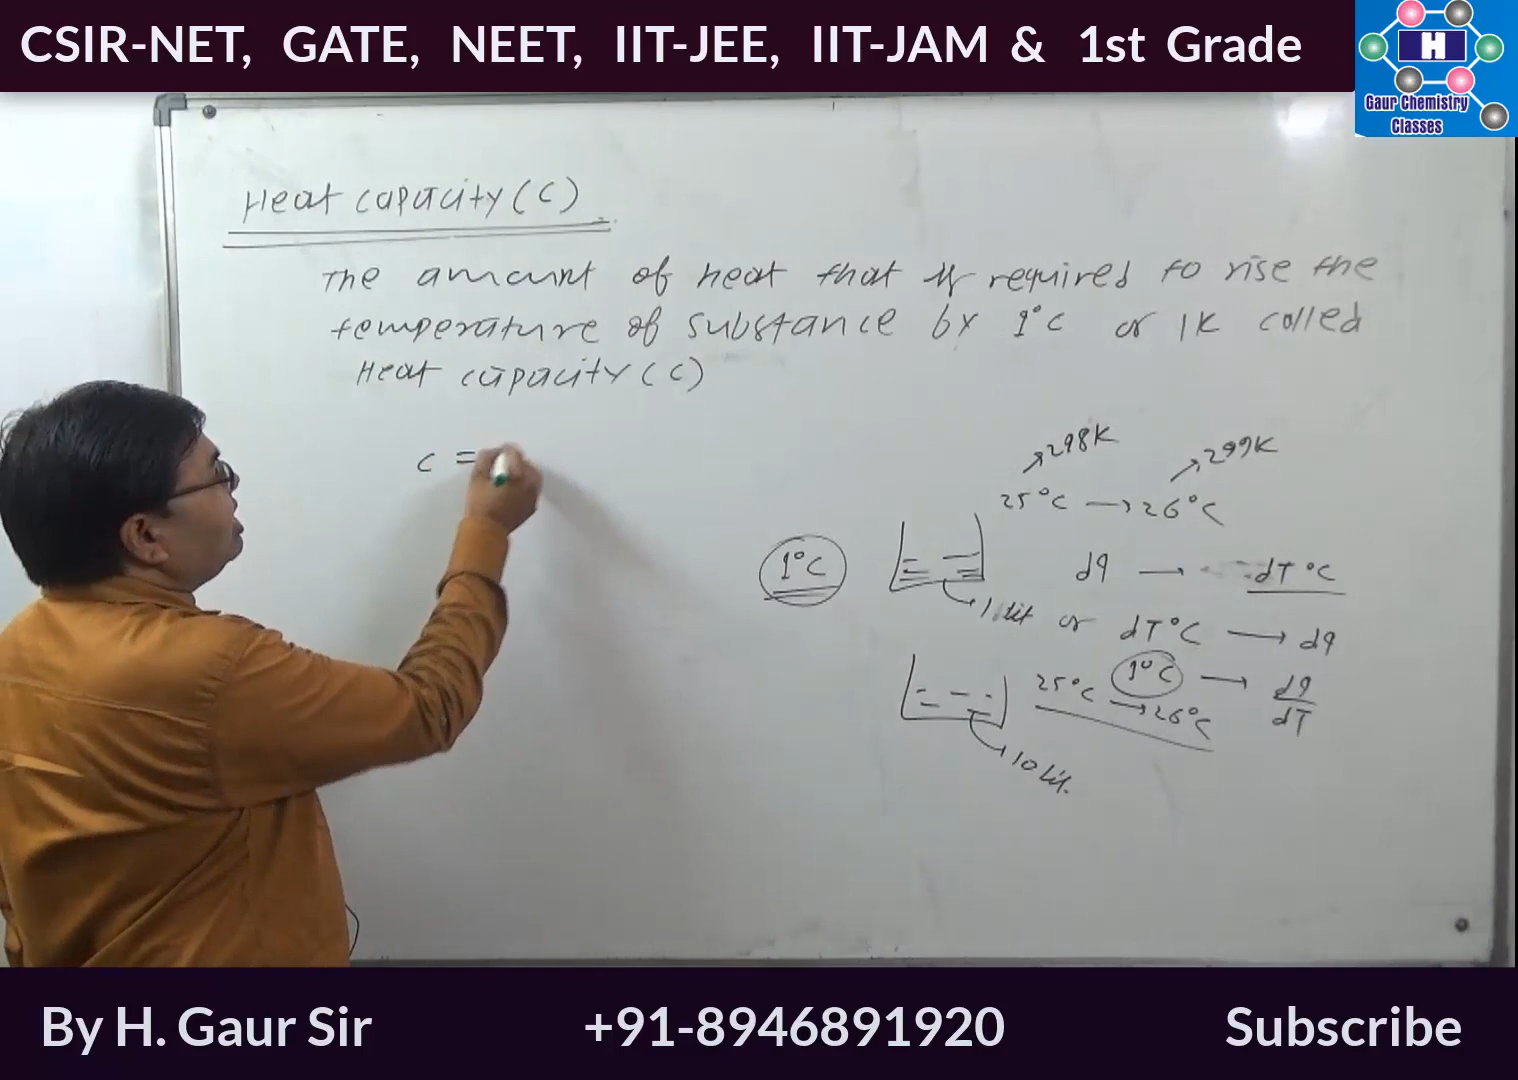 CSIR-NET, GATE, NEET, IIT-JEE, IIT-JAM & 1st Grade
H
Gaur Chemistry
Classes
Heat capacity (C)
The amount of heat that is required to rise the
temperature of substance by 1°C or 1K called
Heat capacity (C)
C =
298K
299K
25°C → 26°C
1°C
dq → dT °C
1 lit
or dT°C → dq
25°C → 26°C
1°C → dq/dT
10 lit.
By H. Gaur Sir
+91-8946891920
Subscribe